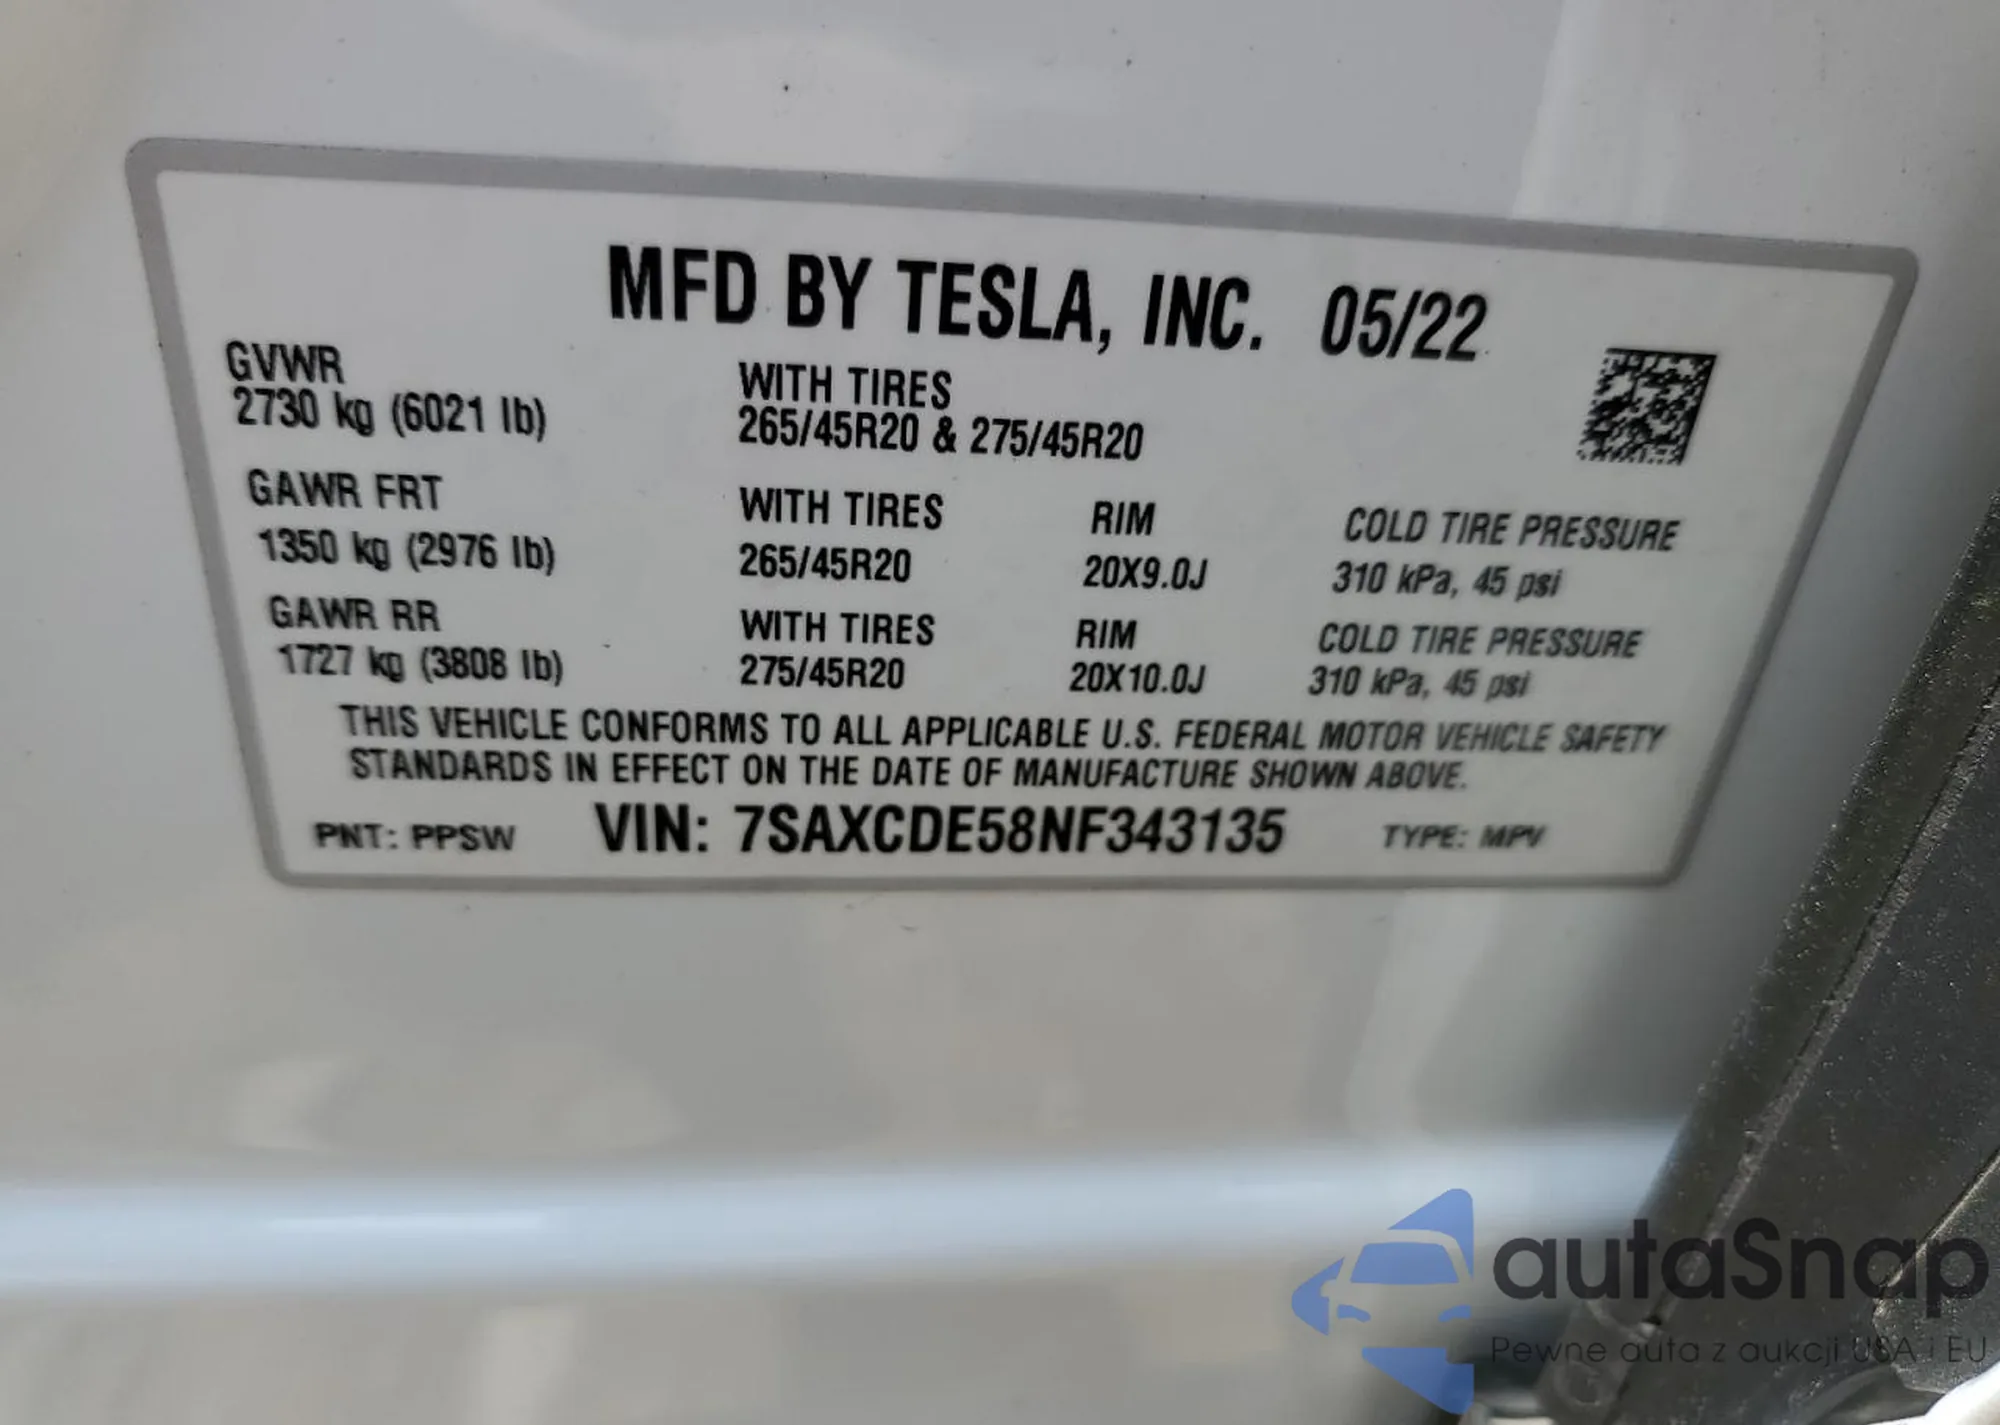 MFD BY TESLA, INC. 05/22
GVWR
2730 kg (6021 lb)
WITH TIRES
265/45R20 & 275/45R20
GAWR FRT
1350 kg (2976 lb)
WITH TIRES
265/45R20
RIM
20X9.0J
COLD TIRE PRESSURE
310 kPa, 45 psi
GAWR RR
1727 kg (3808 lb)
WITH TIRES
275/45R20
RIM
20X10.0J
COLD TIRE PRESSURE
310 kPa, 45 psi
THIS VEHICLE CONFORMS TO ALL APPLICABLE U.S. FEDERAL MOTOR VEHICLE SAFETY
STANDARDS IN EFFECT ON THE DATE OF MANUFACTURE SHOWN ABOVE.
PNT: PPSW VIN: 7SAXCDE58NF343135 TYPE: MPV
autaSnap
Pewne auta z aukcji USA i EU